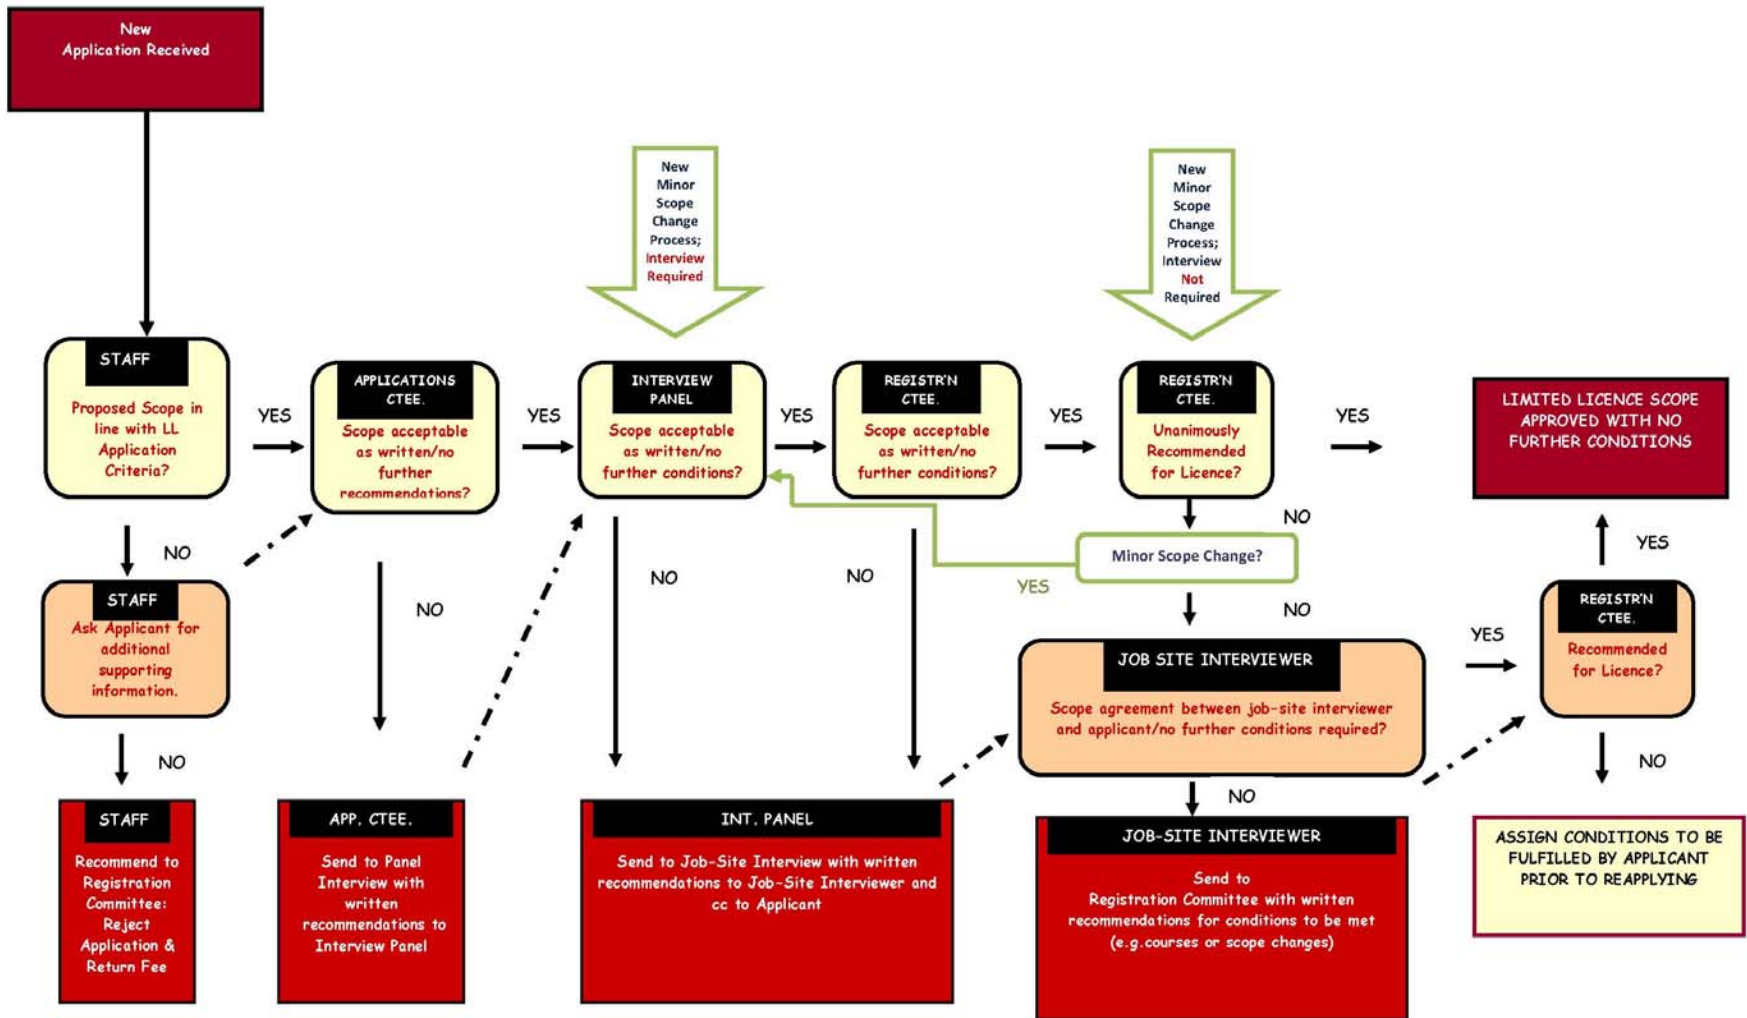 New
Application Received
New
Minor
Scope
Change
Process;
Interview
Required
New
Minor
Scope
Change
Process;
Interview
Not
Required
STAFF
Proposed Scope in
line with LL
Application
Criteria?
YES
APPLICATIONS
CTEE.
Scope acceptable
as written/no
further
recommendations?
YES
INTERVIEW
PANEL
Scope acceptable
as written/no
further conditions?
YES
REGISTR'N
CTEE.
Scope acceptable
as written/no
further conditions?
YES
REGISTR'N
CTEE.
Unanimously
Recommended
for Licence?
YES
LIMITED LICENCE SCOPE
APPROVED WITH NO
FURTHER CONDITIONS
NO
NO
NO
NO
NO
Minor Scope Change?
YES
NO
YES
STAFF
Ask Applicant for
additional
supporting
information.
NO
JOB SITE INTERVIEWER
Scope agreement between job-site interviewer
and applicant/no further conditions required?
YES
NO
REGISTR'N
CTEE.
Recommended
for Licence?
NO
STAFF
Recommend to
Registration
Committee:
Reject
Application &
Return Fee
APP. CTEE.
Send to Panel
Interview with
written
recommendations to
Interview Panel
INT. PANEL
Send to Job-Site Interview with written
recommendations to Job-Site Interviewer and
cc to Applicant
JOB-SITE INTERVIEWER
Send to
Registration Committee with written
recommendations for conditions to be met
(e.g.courses or scope changes)
ASSIGN CONDITIONS TO BE
FULFILLED BY APPLICANT
PRIOR TO REAPPLYING